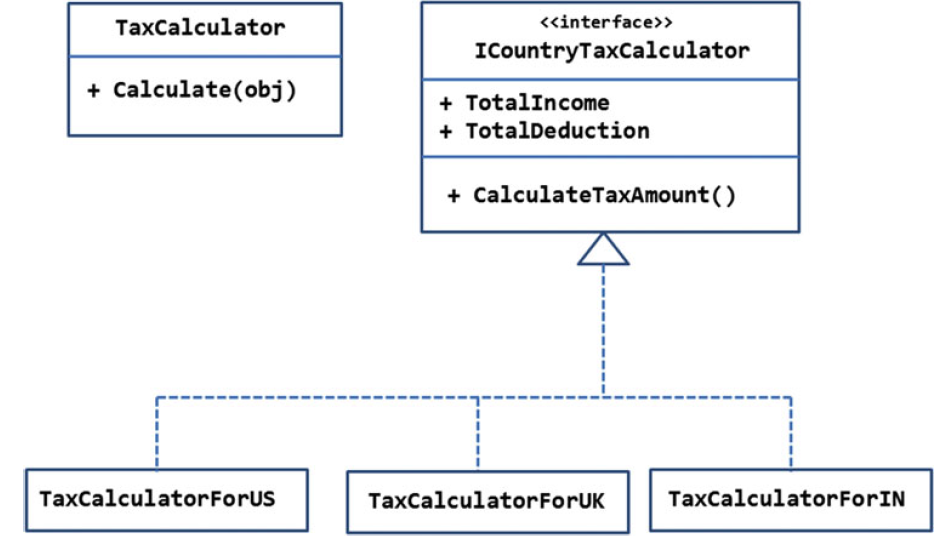 TaxCalculator
+ Calculate(obj)
<<interface>>
ICountryTaxCalculator
+ TotalIncome
+ TotalDeduction
+ CalculateTaxAmount()
TaxCalculatorForUS
TaxCalculatorForUK
TaxCalculatorForIN